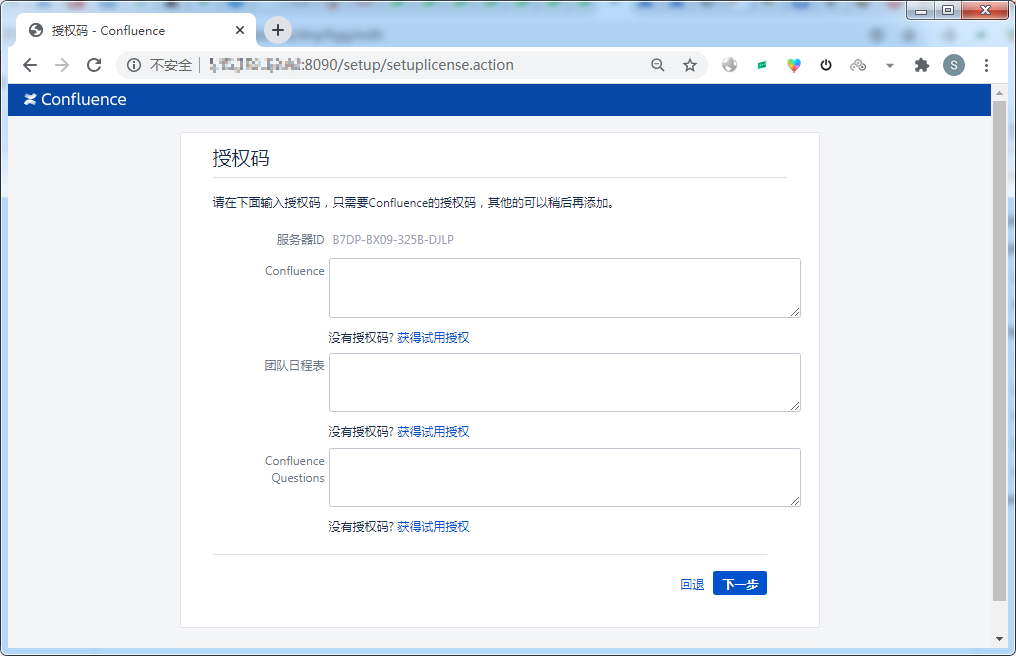 授权码 - Confluence
不安全 :8090/setup/setuplicense.action
S
Confluence
授权码
请在下面输入授权码，只需要Confluence的授权码，其他的可以稍后再添加。
服务器ID B7DP-BX09-325B-DJLP
Confluence
没有授权码? 获得试用授权
团队日程表
没有授权码? 获得试用授权
Confluence
Questions
没有授权码? 获得试用授权
回退 下一步